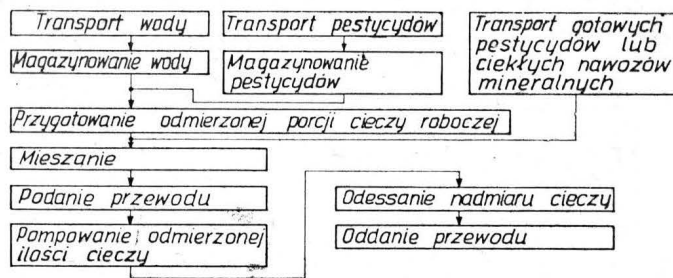 Transport wody
Transport pestycydów
Transport gotowych
pestycydów lub
ciekłych nawozów
mineralnych
Magazynowanie wody
Magazynowanie
pestycydów
Przygotowanie odmierzonej porcji cieczy roboczej
Mieszanie
Podanie przewodu
Odessanie nadmiaru cieczy
Pompowanie odmierzonej
ilości cieczy
Oddanie przewodu